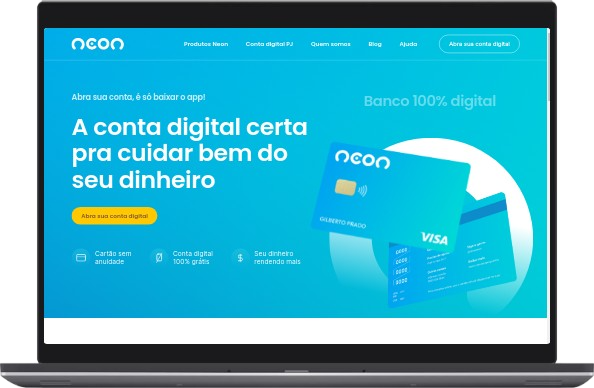 neon
Produtos Neon
Conta digital PJ
Quem somos
Blog
Ajuda
Abra sua conta digital
Abra sua conta, é só baixar o app!
Banco 100% digital
A conta digital certa
pra cuidar bem do
seu dinheiro
Abra sua conta digital
Cartão sem
anuidade
Conta digital
100% grátis
Seu dinheiro
rendendo mais
neon
GILBERTO PRADO
VISA